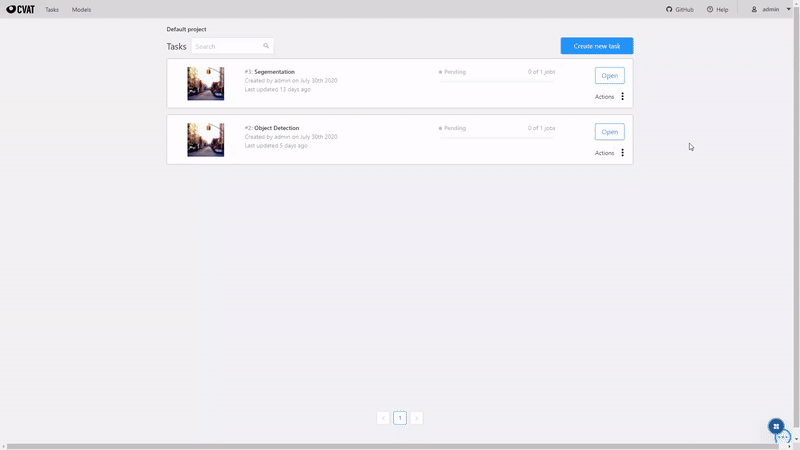 CVAT Tasks Models GitHub Help admin
Default project
Tasks Search Create new task
#3: Segementation Pending 0 of 1 jobs
Created by admin on July 30th 2020 Open
Last updated 13 days ago
Actions
#2: Object Detection Pending 0 of 1 jobs
Created by admin on July 30th 2020 Open
Last updated 5 days ago
Actions
1